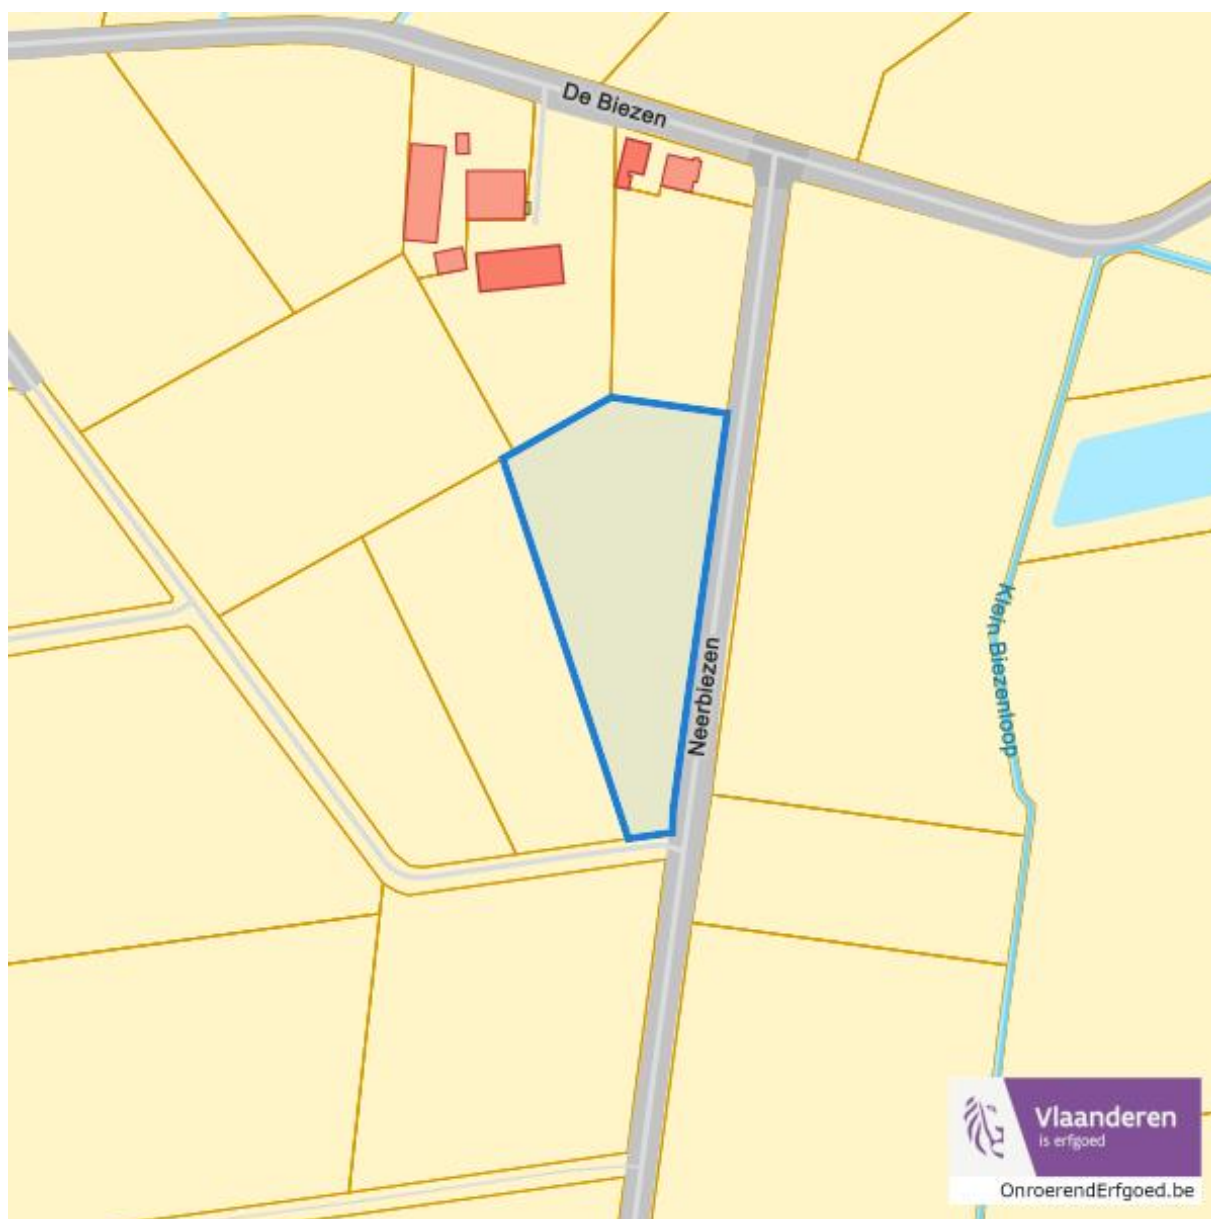 De Biezen
Neerbiezen
Klein Biezenloop
Vlaanderen
is erfgoed
OnroerendErfgoed.be